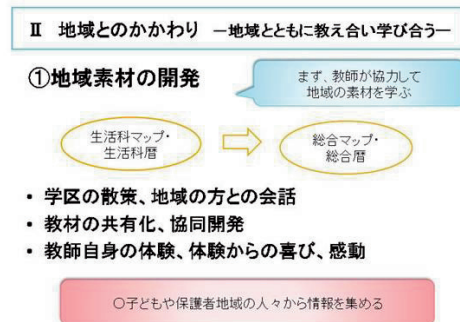 Ⅱ 地域とのかかわり ―地域とともに教え合い学び合う―
①地域素材の開発
まず、教師が協力して
地域の素材を学ぶ
生活科マップ・
生活科暦
総合マップ・
総合暦
・ 学区の散策、地域の方との会話
・ 教材の共有化、協同開発
・ 教師自身の体験、体験からの喜び、感動
○子どもや保護者地域の人々から情報を集める